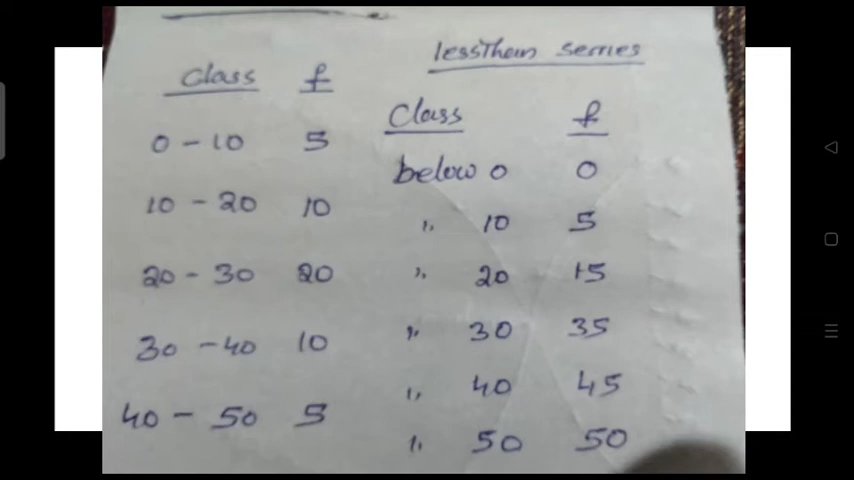 Class f
0 - 10 5
10 - 20 10
20 - 30 20
30 - 40 10
40 - 50 5
lessThan series
Class f
below 0 0
" 10 5
" 20 15
" 30 35
" 40 45
" 50 50